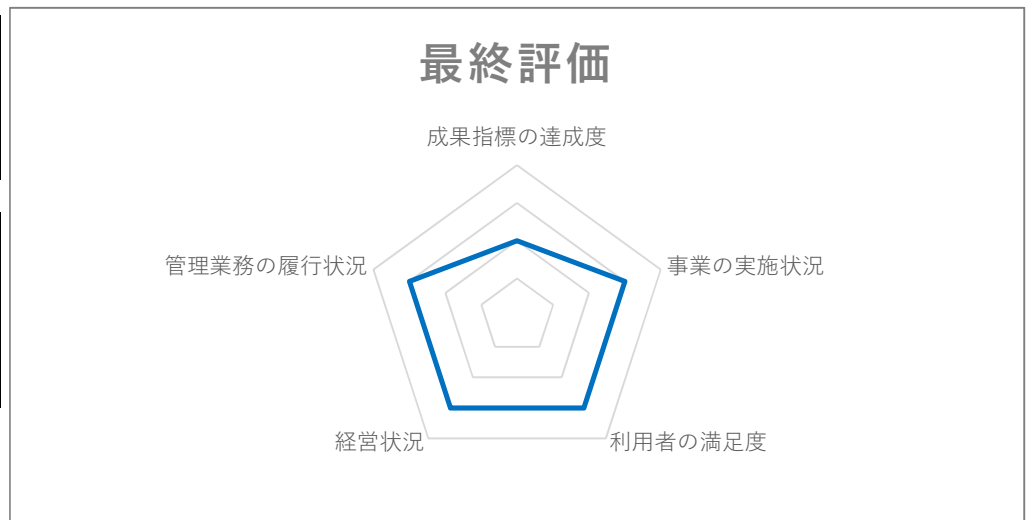 最終評価
成果指標の達成度
管理業務の履行状況
事業の実施状況
経営状況
利用者の満足度